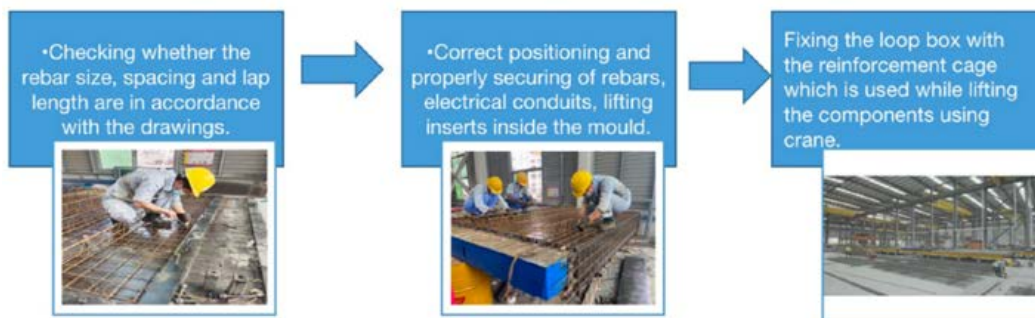 •Checking whether the
rebar size, spacing and lap
length are in accordance
with the drawings.
•Correct positioning and
properly securing of rebars,
electrical conduits, lifting
inserts inside the mould.
Fixing the loop box with
the reinforcement cage
which is used while lifting
the components using
crane.